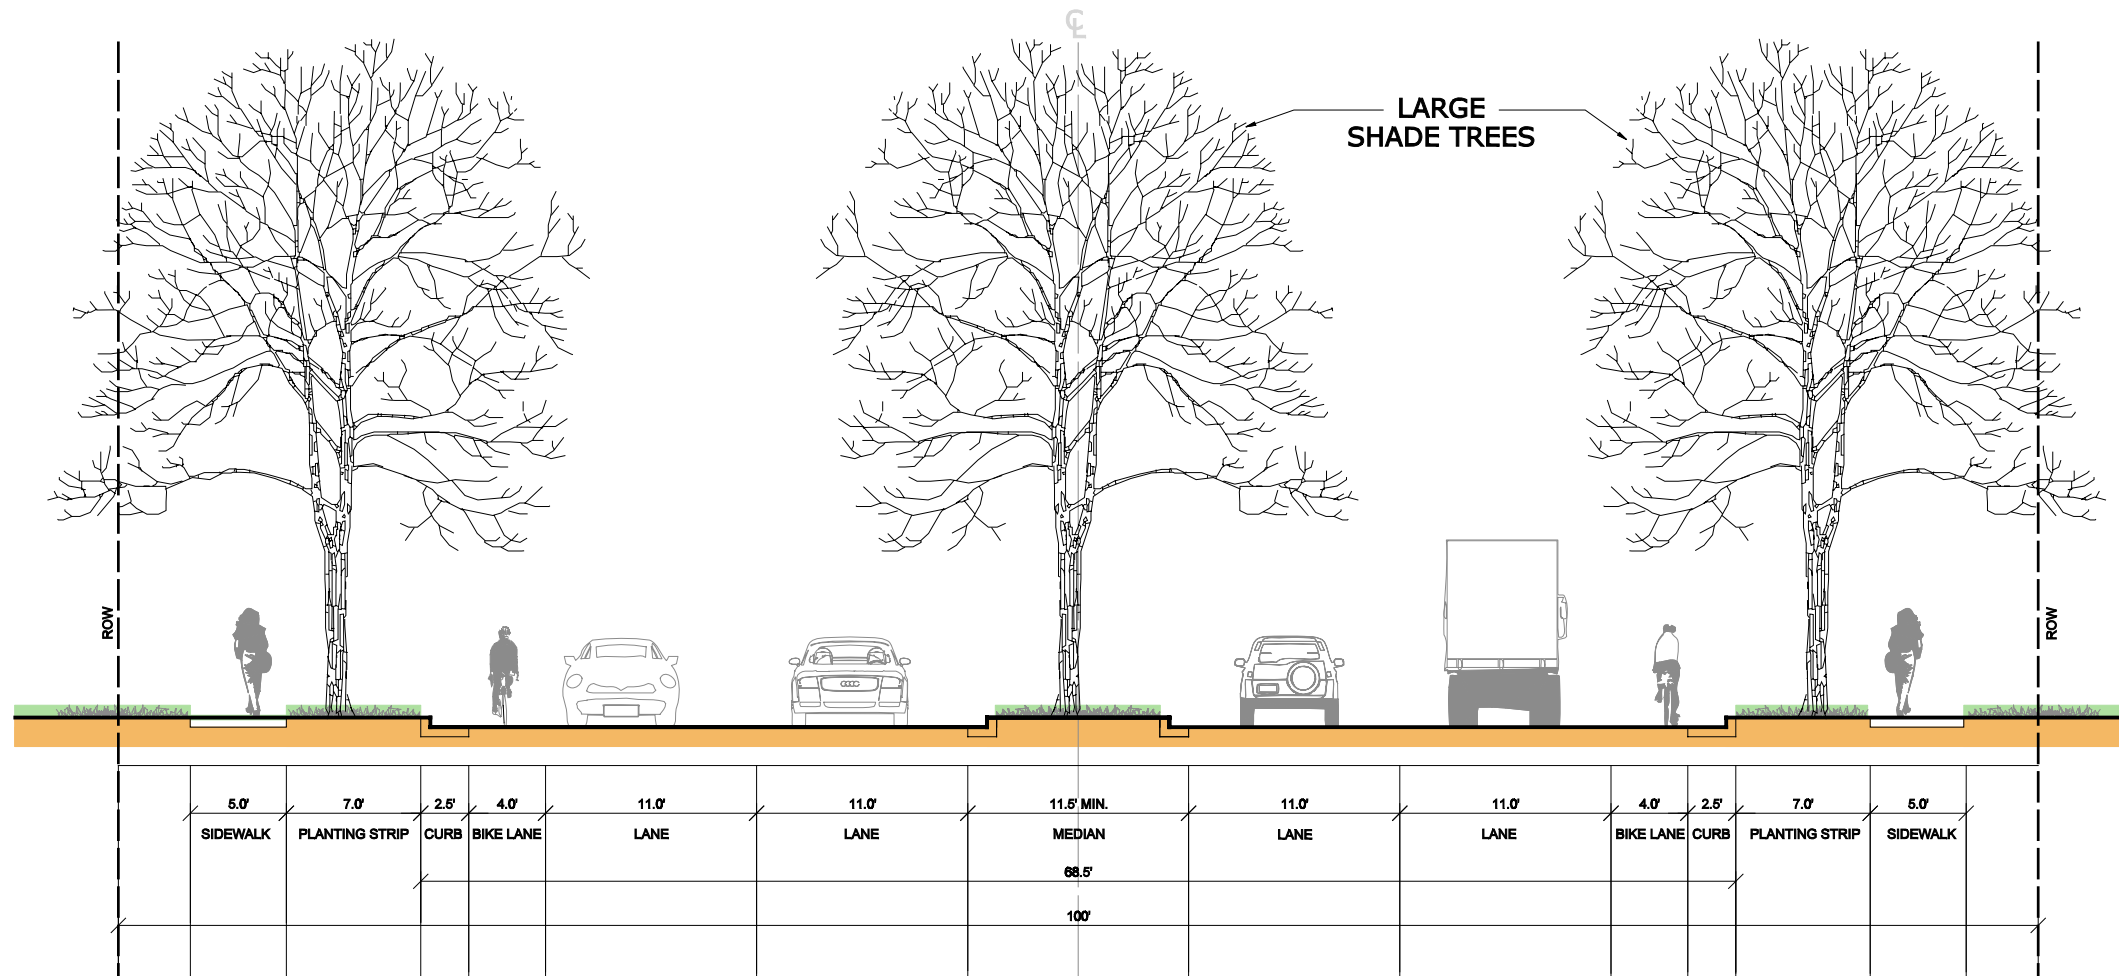 ℄
LARGE
SHADE TREES
ROW
ROW
5.0' 7.0' 2.5' 4.0' 11.0' 11.0' 11.5' MIN. 11.0' 11.0' 4.0' 2.5' 7.0' 5.0'
SIDEWALK PLANTING STRIP CURB BIKE LANE LANE LANE MEDIAN LANE LANE BIKE LANE CURB PLANTING STRIP SIDEWALK
68.5'
100'